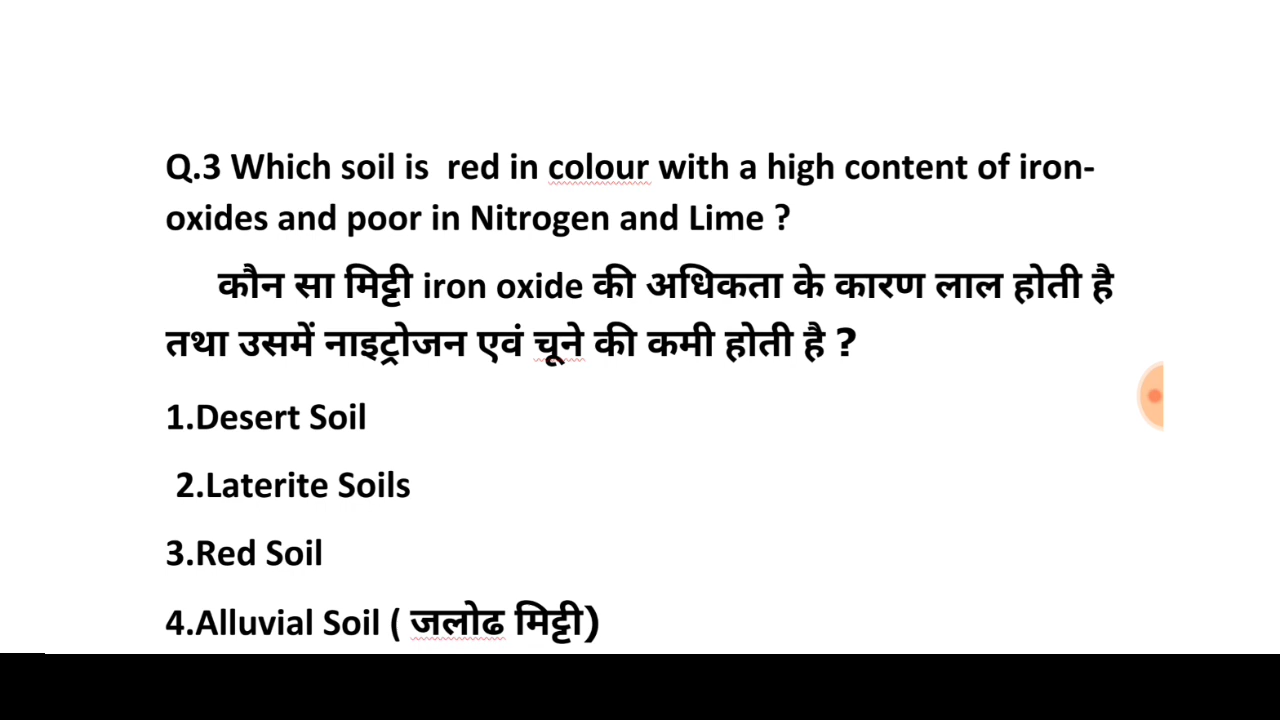 Q.3 Which soil is  red in colour with a high content of iron-
oxides and poor in Nitrogen and Lime ?
कौन सा मिट्टी iron oxide की अधिकता के कारण लाल होती है
तथा उसमें नाइट्रोजन एवं चूने की कमी होती है ?
1.Desert Soil
2.Laterite Soils
3.Red Soil
4.Alluvial Soil ( जलोढ मिट्टी)